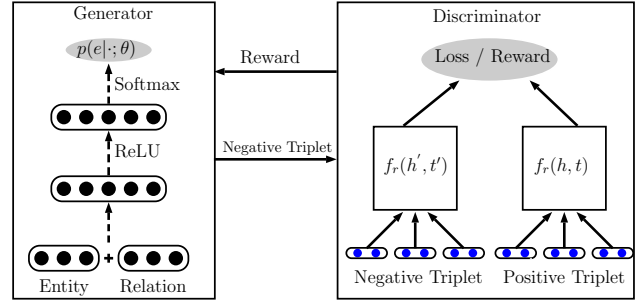 Generator
p(e|·;θ)
Softmax
ReLU
+
Entity
Relation
Reward
Negative Triplet
Discriminator
Loss / Reward
f_r(h', t')
f_r(h, t)
Negative Triplet
Positive Triplet